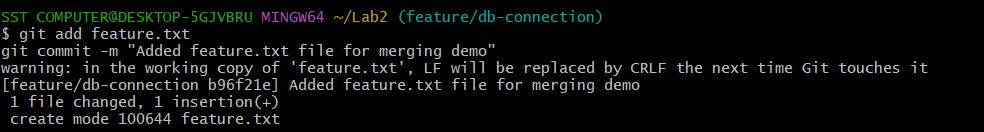 SST COMPUTER@DESKTOP-5GJVBRU MINGW64 ~/Lab2 (feature/db-connection)
$ git add feature.txt
git commit -m "Added feature.txt file for merging demo"
warning: in the working copy of 'feature.txt', LF will be replaced by CRLF the next time Git touches it
[feature/db-connection b96f21e] Added feature.txt file for merging demo
 1 file changed, 1 insertion(+)
 create mode 100644 feature.txt